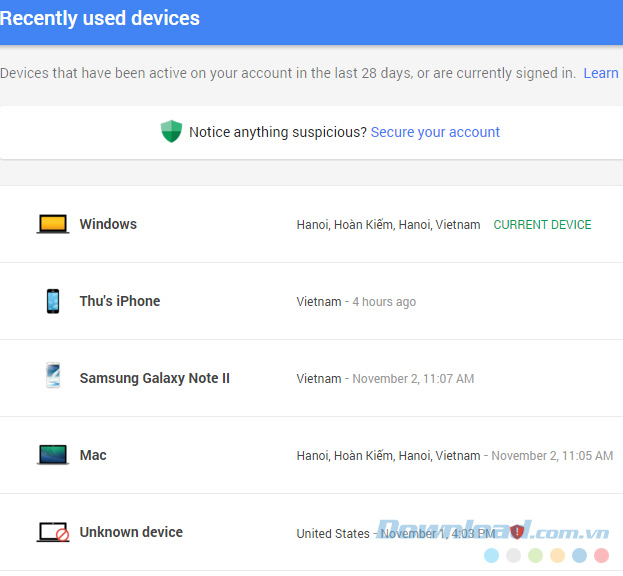 Recently used devices
Devices that have been active on your account in the last 28 days, or are currently signed in. Learn
Notice anything suspicious? Secure your account
Windows Hanoi, Hoàn Kiếm, Hanoi, Vietnam CURRENT DEVICE
Thu's iPhone Vietnam - 4 hours ago
Samsung Galaxy Note II Vietnam - November 2, 11:07 AM
Mac Hanoi, Hoàn Kiếm, Hanoi, Vietnam - November 2, 11:05 AM
Unknown device United States - November 1, 4:03 PM
Download.com.vn